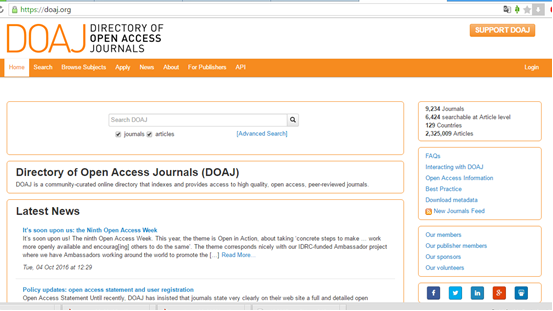 https://doaj.org
DOAJ
DIRECTORY OF
OPEN ACCESS
JOURNALS
SUPPORT DOAJ
Home Search Browse Subjects Apply News About For Publishers API Login
Search DOAJ
journals articles [Advanced Search]
9,234 Journals
6,424 searchable at Article level
129 Countries
2,325,009 Articles
Directory of Open Access Journals (DOAJ)
DOAJ is a community-curated online directory that indexes and provides access to high quality, open access, peer-reviewed journals.
FAQs
Interacting with DOAJ
Open Access Information
Best Practice
Download metadata
New Journals Feed
Latest News
It's soon upon us: the Ninth Open Access Week
It's soon upon us! The ninth Open Access Week. This year, the theme is Open in Action, about taking 'concrete steps to make … work
more openly available and encourag[ing] others to do the same'. The theme corresponds nicely with our IDRC-funded Ambassador project
where we have Ambassadors working around the world to promote the […] Read More...
Tue, 04 Oct 2016 at 12:29
Policy updates: open access statement and user registration
Open Access Statement Until recently, DOAJ has insisted that journals state very clearly on their web site a full and detailed open
Our members
Our publisher members
Our sponsors
Our volunteers